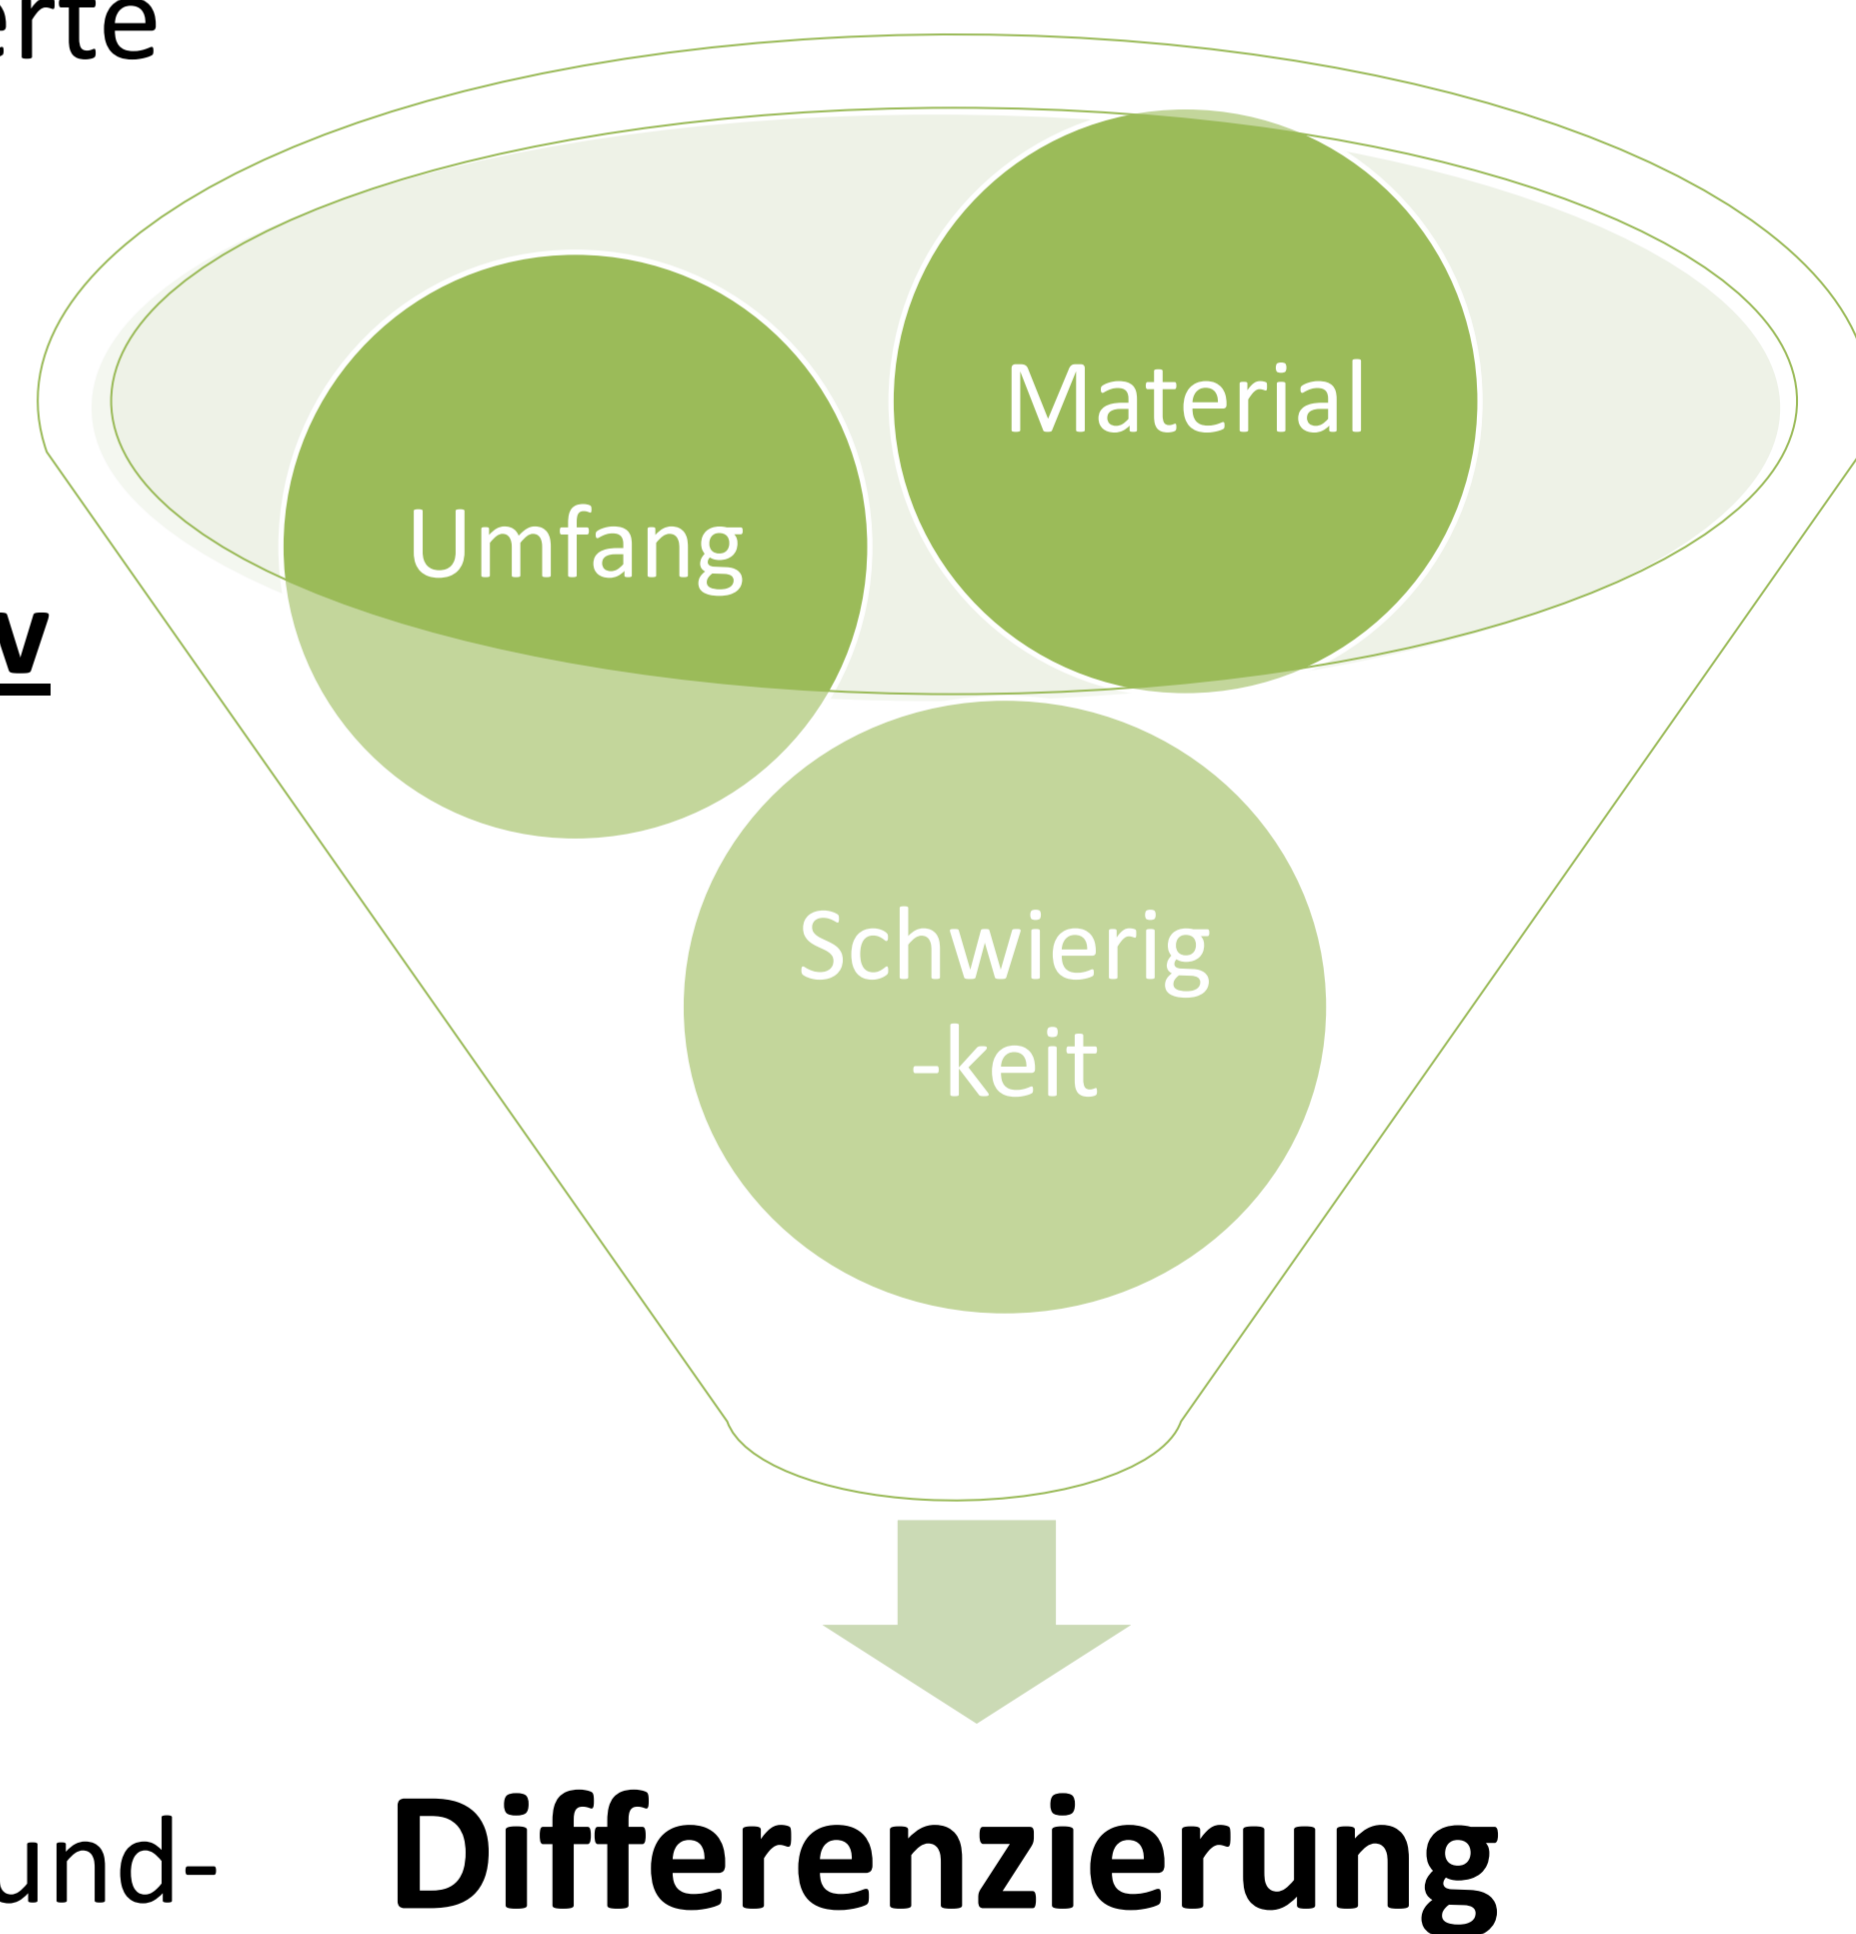 erte
Material
Umfang
Schwierig
-keit
und-
Differenzierung